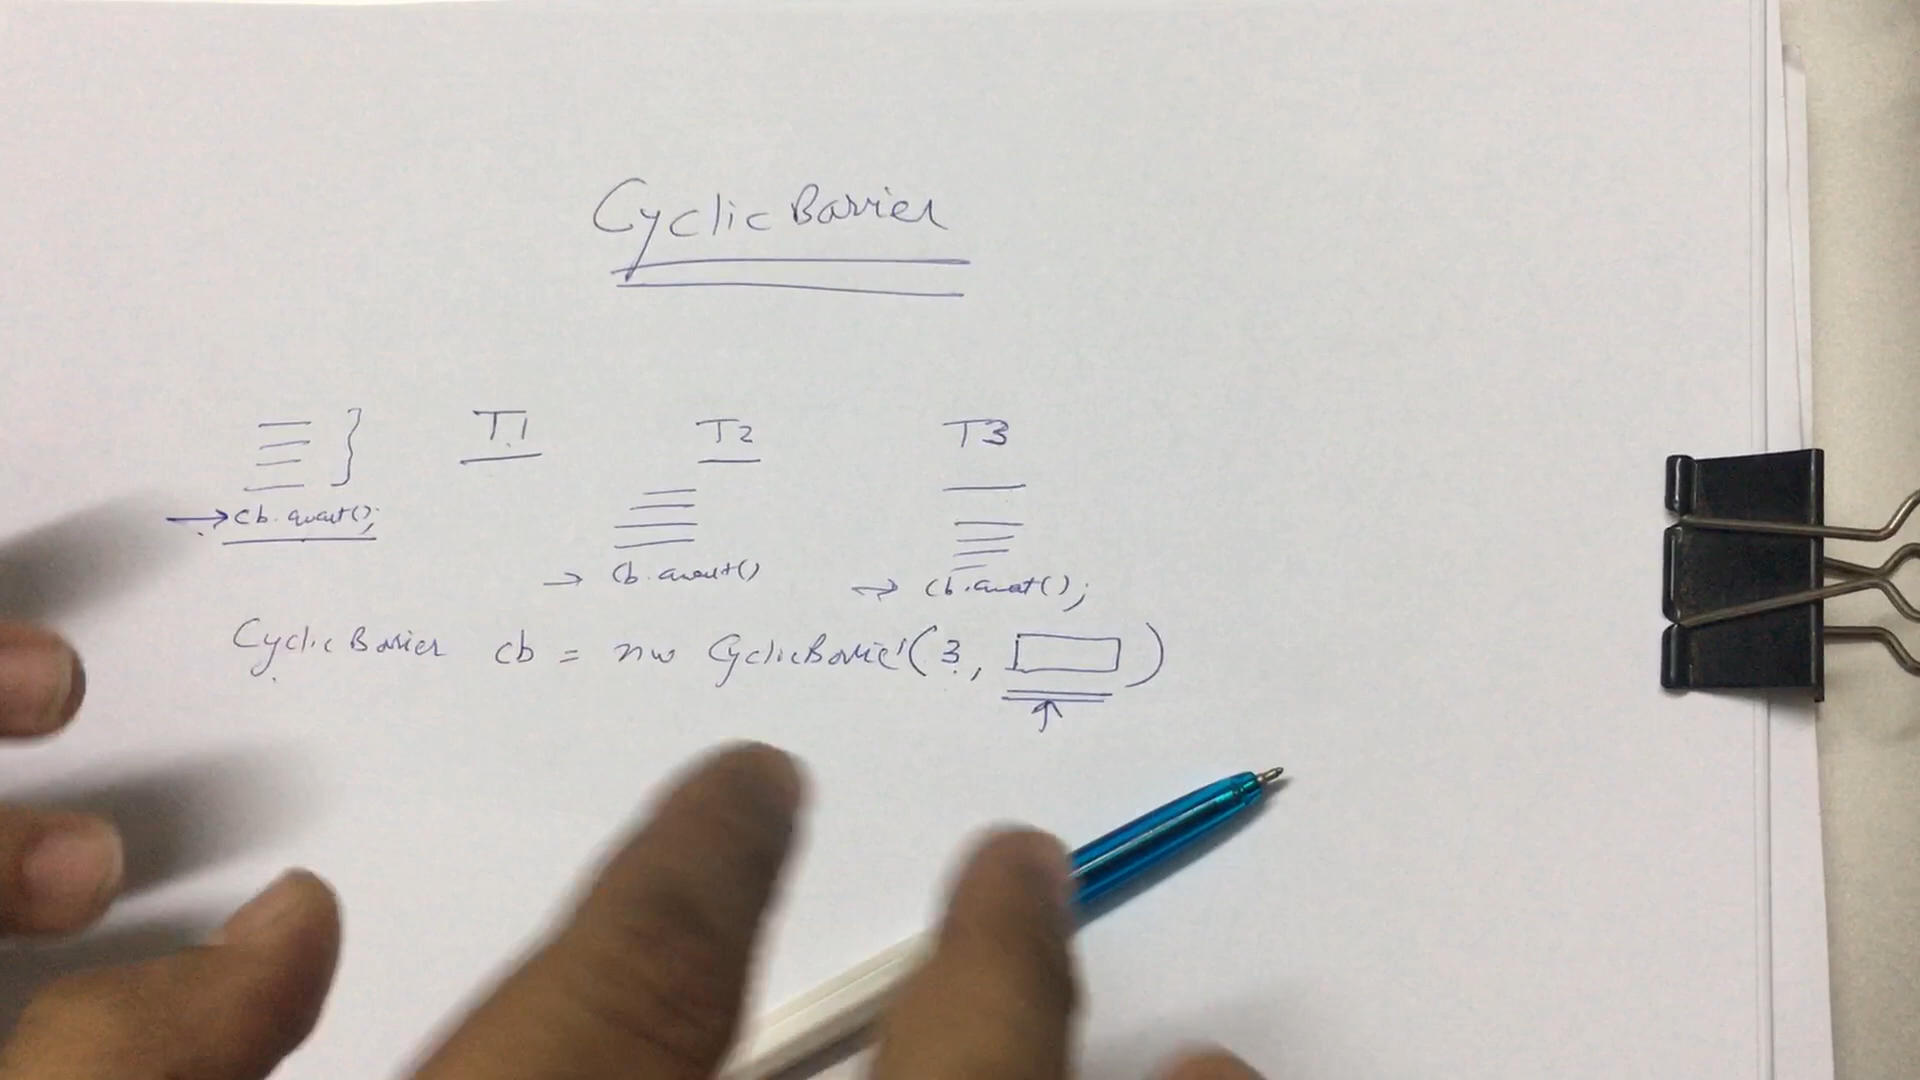 CyclicBarrier
T1 T2 T3
cb.await();
cb.await()
cb.await();
CyclicBarrier cb = new CyclicBarrier(3, )